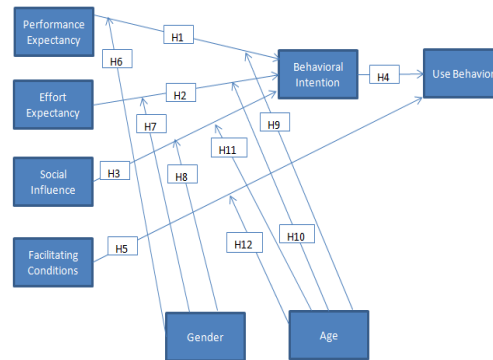 Performance
Expectancy
H1
H6
Behavioral
Intention
H4
Use Behavior
Effort
Expectancy
H2
H7
H9
H11
Social
Influence
H3
H8
H5
H12
H10
Facilitating
Conditions
Gender
Age